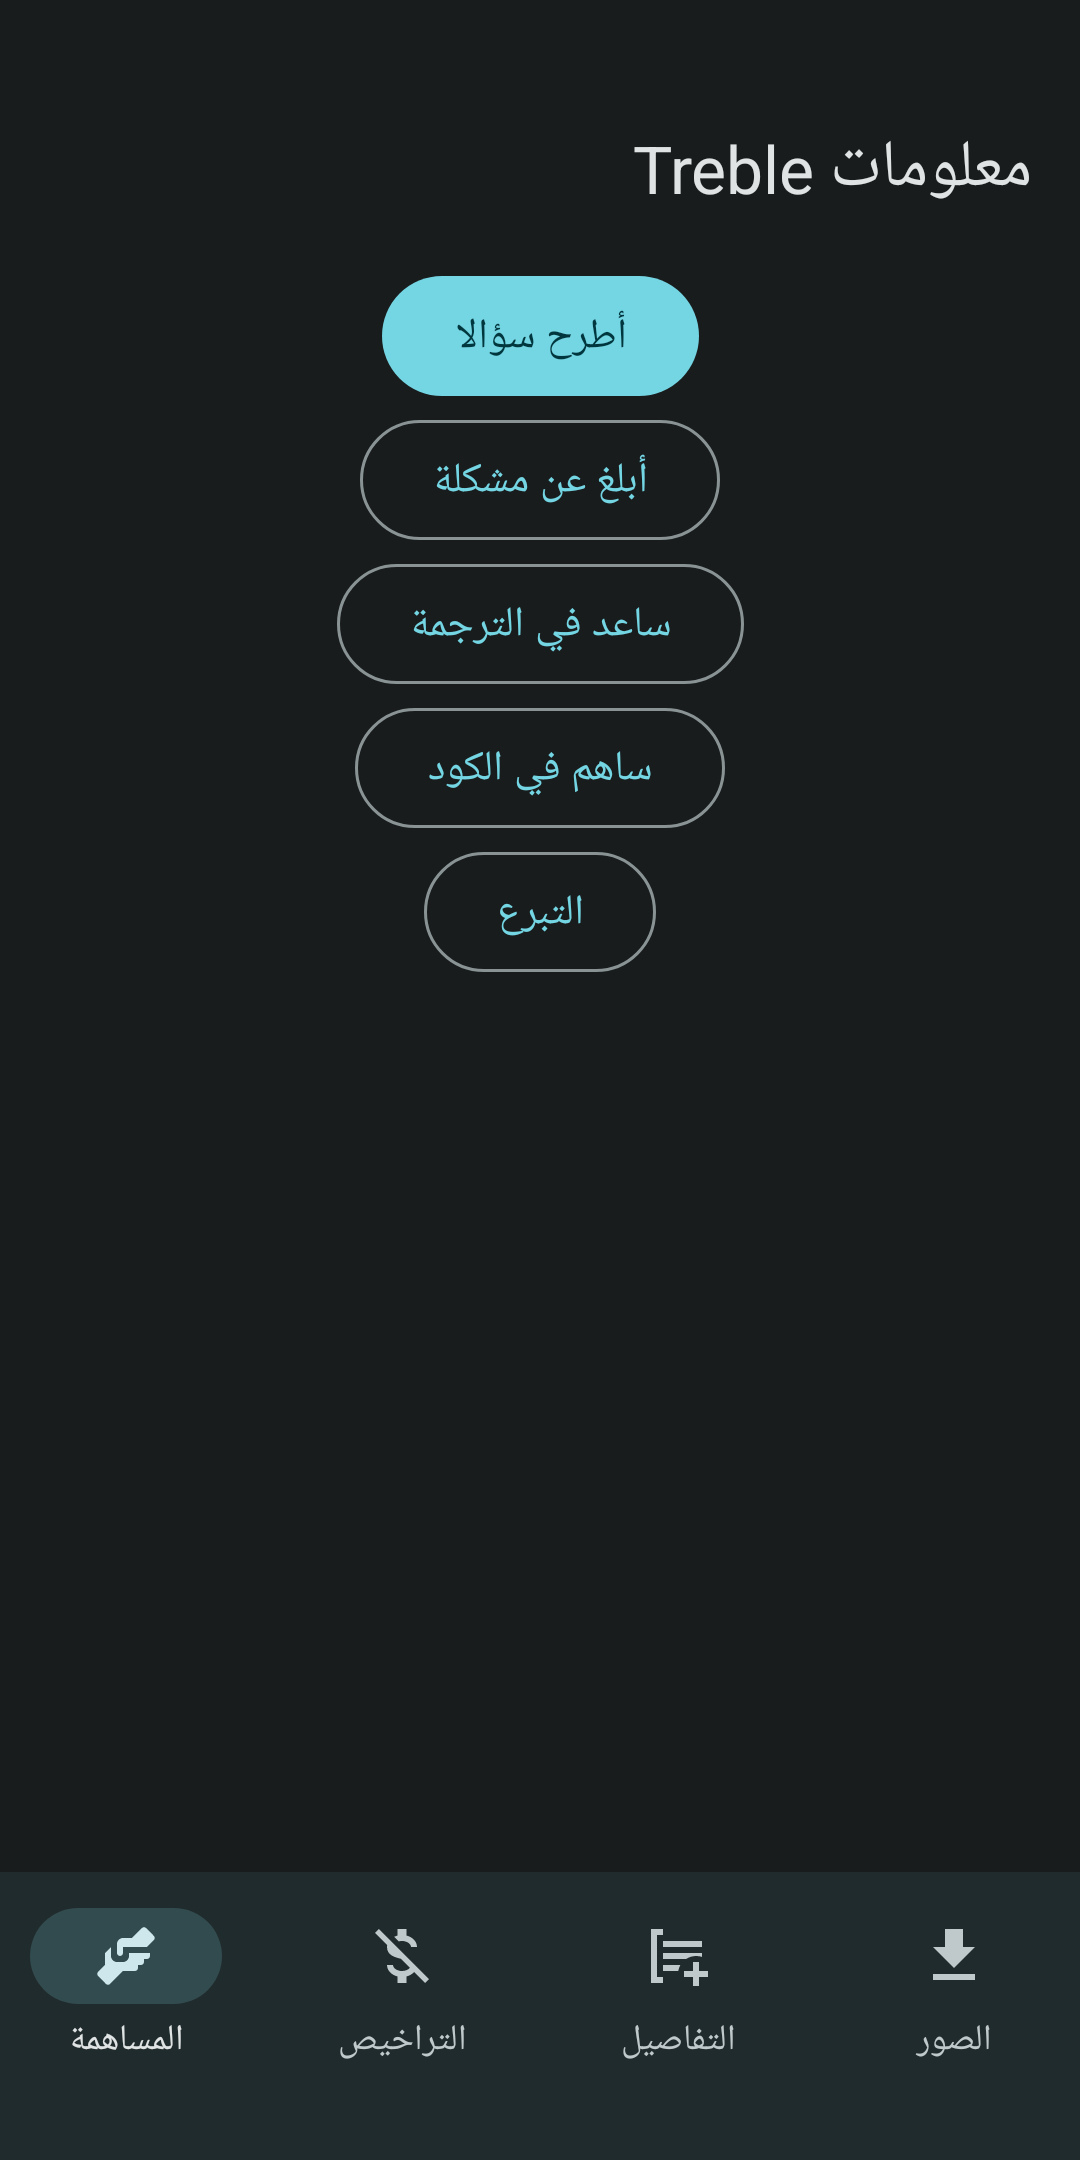 معلومات Treble
أطرح سؤالا
أبلغ عن مشكلة
ساعد في الترجمة
ساهم في الكود
التبرع
الصور
التفاصيل
التراخيص
المساهمة